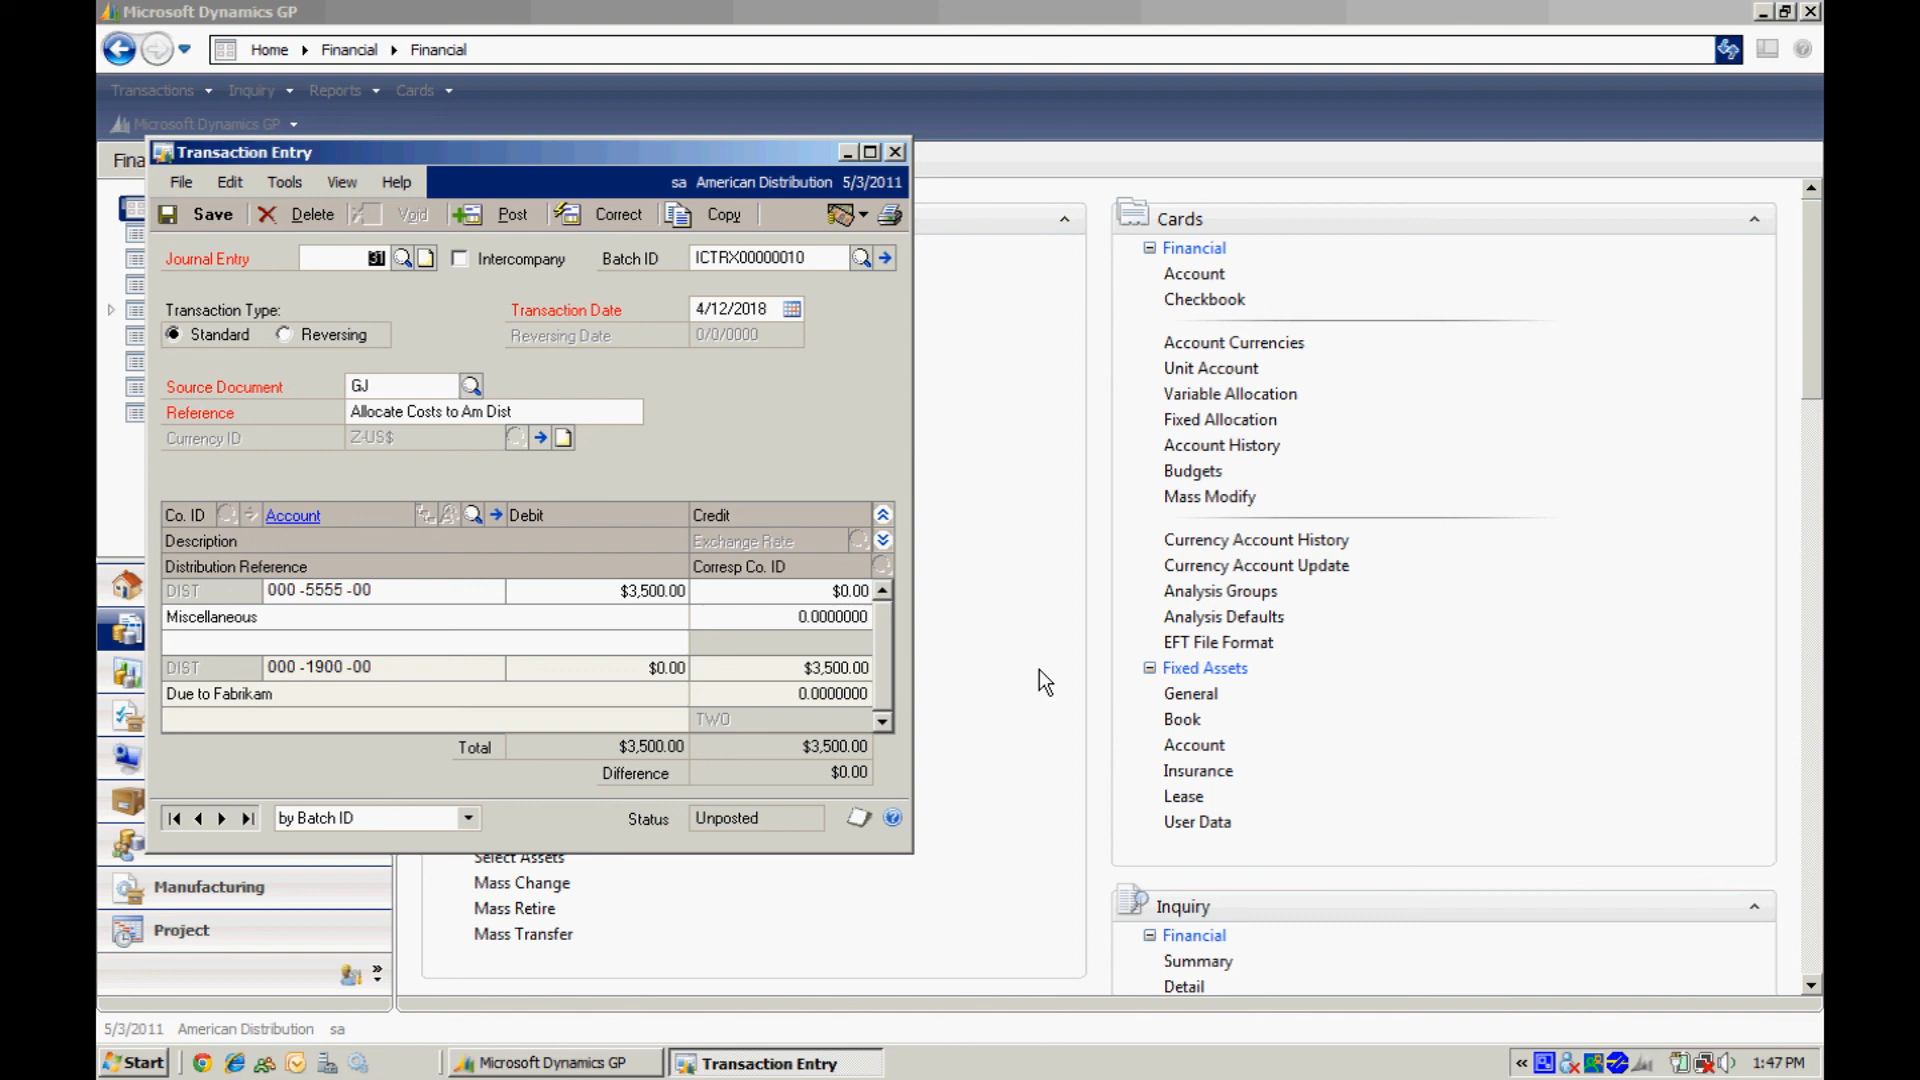 Microsoft Dynamics GP
Home Financial Financial
Transactions Inquiry Reports Cards
Microsoft Dynamics GP
Fina
Transaction Entry
File Edit Tools View Help sa American Distribution 5/3/2011
Save Delete Void Post Correct Copy
Journal Entry 31 Intercompany Batch ID ICTRX00000010
Transaction Type: Transaction Date 4/12/2018
Standard Reversing Reversing Date 0/0/0000
Source Document GJ
Reference Allocate Costs to Am Dist
Currency ID Z-US$
Co. ID Account Debit Credit
Description Exchange Rate
Distribution Reference Corresp Co. ID
DIST 000 -5555 -00 $3,500.00 $0.00
Miscellaneous 0.0000000
DIST 000 -1900 -00 $0.00 $3,500.00
Due to Fabrikam 0.0000000
TWO
Total $3,500.00 $3,500.00
Difference $0.00
by Batch ID Status Unposted
Select Assets
Mass Change
Mass Retire
Mass Transfer
Manufacturing
Project
Cards
Financial
Account
Checkbook
Account Currencies
Unit Account
Variable Allocation
Fixed Allocation
Account History
Budgets
Mass Modify
Currency Account History
Currency Account Update
Analysis Groups
Analysis Defaults
EFT File Format
Fixed Assets
General
Book
Account
Insurance
Lease
User Data
Inquiry
Financial
Summary
Detail
5/3/2011 American Distribution sa
Start Microsoft Dynamics GP Transaction Entry 1:47 PM